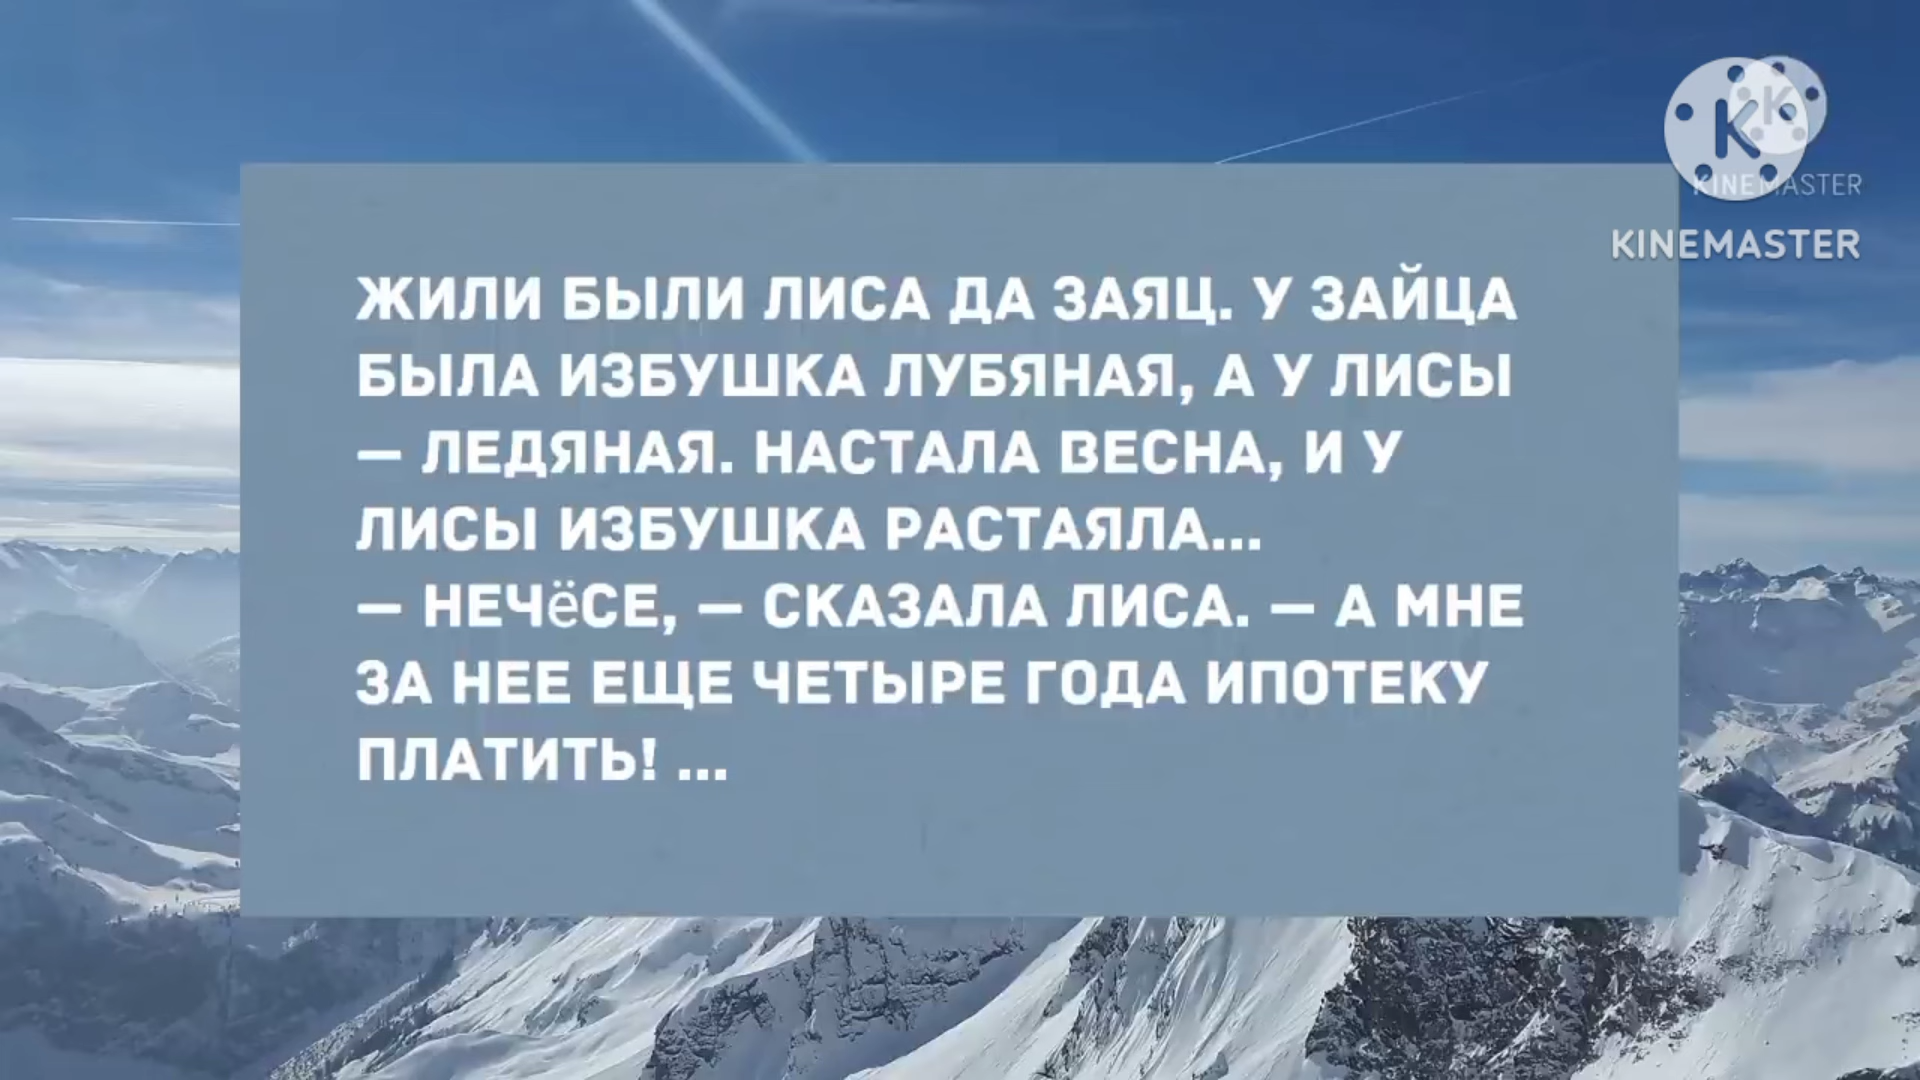 ЖИЛИ БЫЛИ ЛИСА ДА ЗАЯЦ. У ЗАЙЦА
БЫЛА ИЗБУШКА ЛУБЯНАЯ, А У ЛИСЫ
— ЛЕДЯНАЯ. НАСТАЛА ВЕСНА, И У
ЛИСЫ ИЗБУШКА РАСТАЯЛА...
— НЕЧёСЕ, — СКАЗАЛА ЛИСА. — А МНЕ
ЗА НЕЕ ЕЩЕ ЧЕТЫРЕ ГОДА ИПОТЕКУ
ПЛАТИТЬ! ...
K
K
KINEMASTER
KINEMASTER